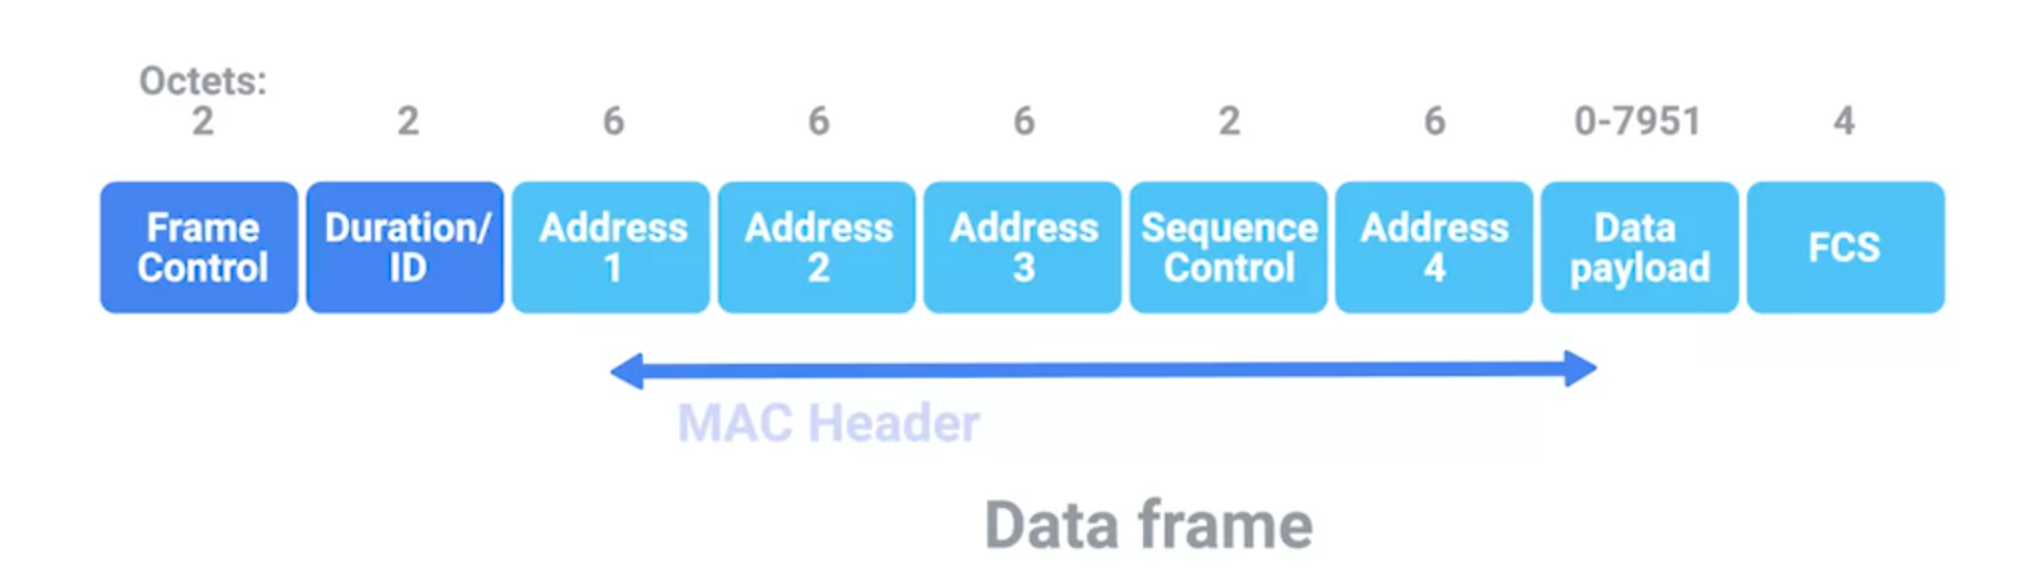 Octets:
2 2 6 6 6 2 6 0-7951 4
Frame Control
Duration/ ID
Address 1
Address 2
Address 3
Sequence Control
Address 4
Data payload
FCS
MAC Header
Data frame